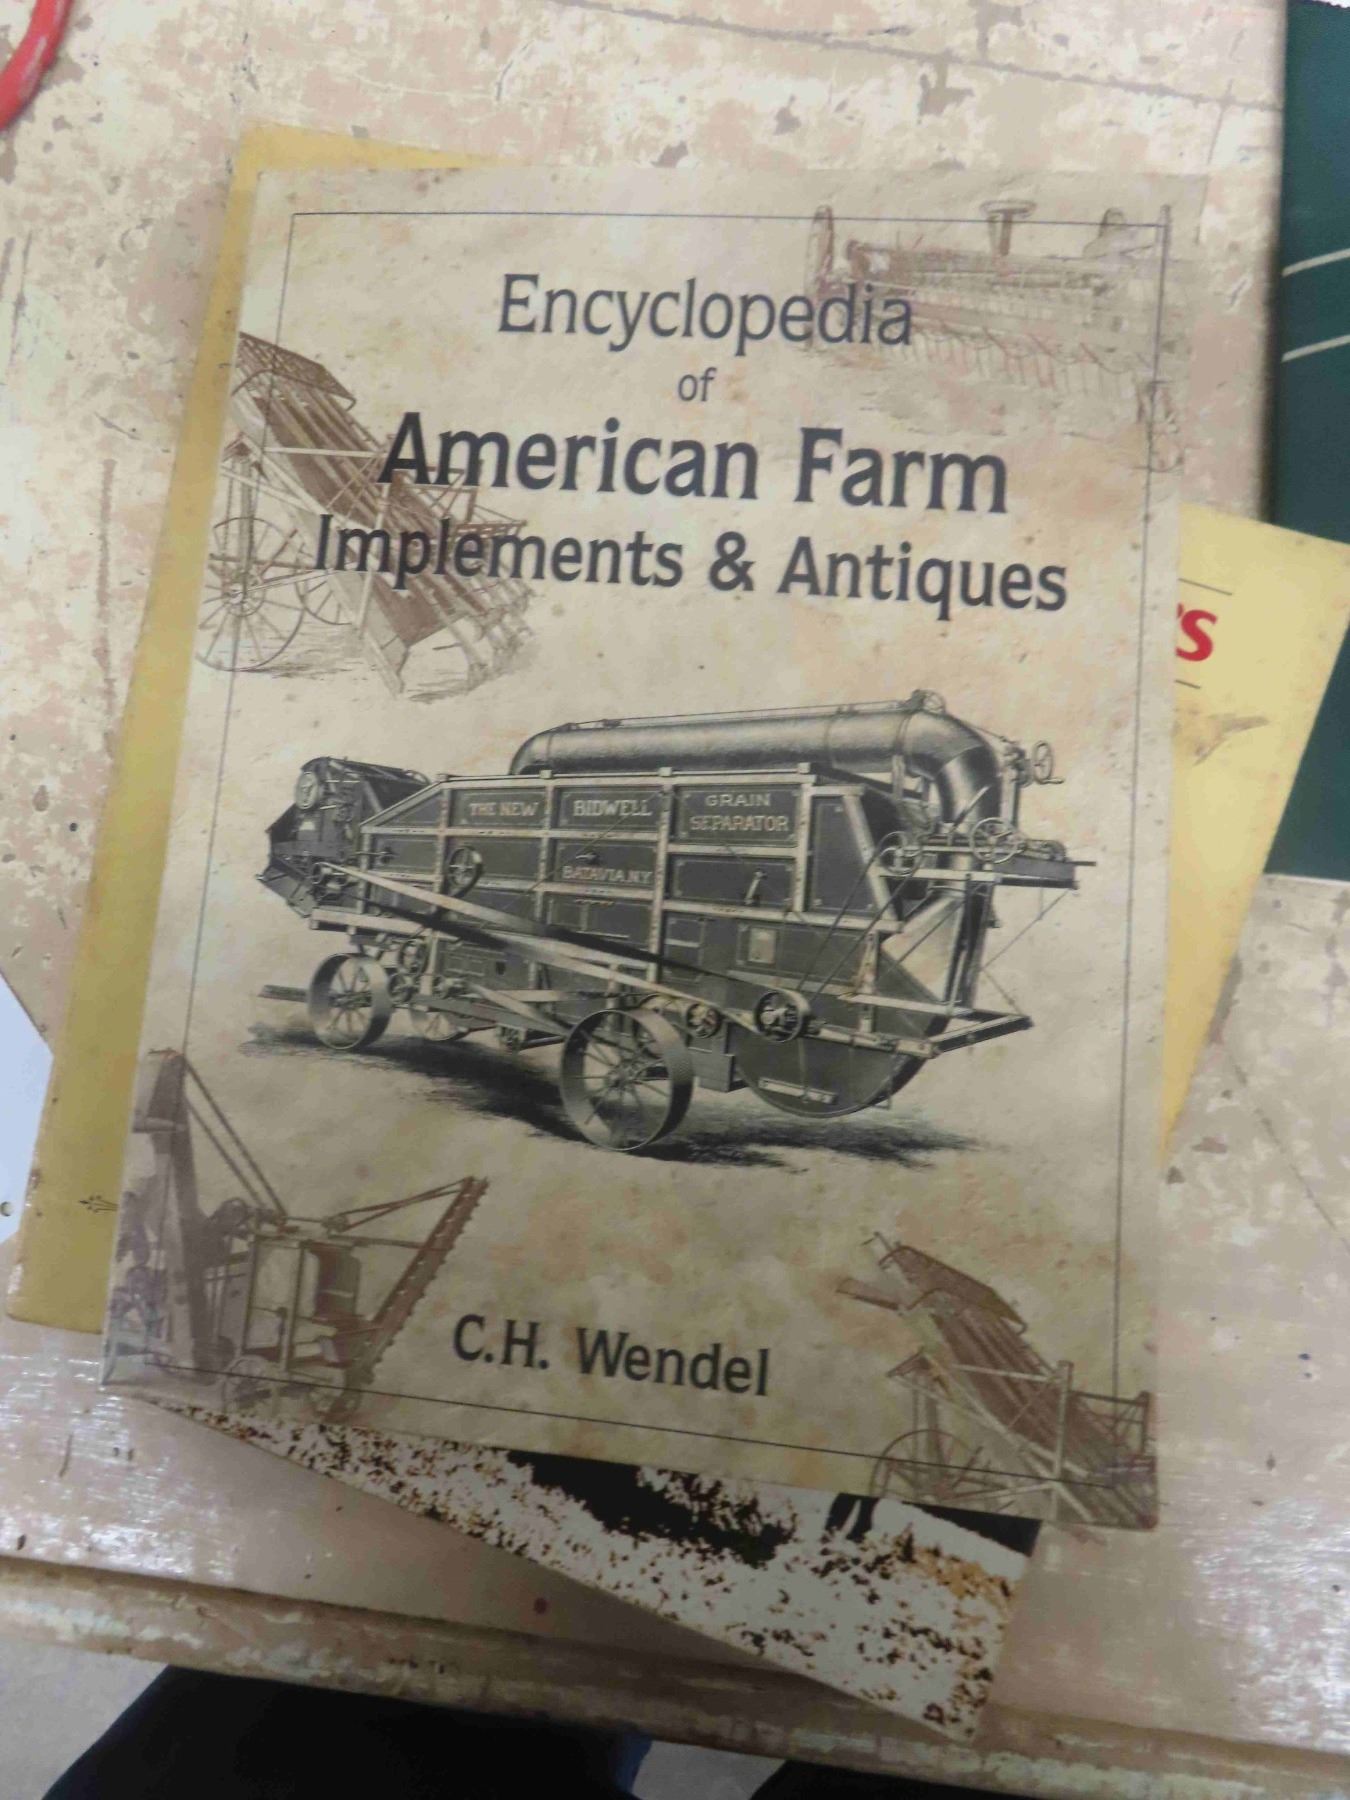 Encyclopedia
of
American Farm
Implements & Antiques
'S
THE NEW BIDWELL GRAIN SEPARATOR
BATAVIA.N.Y
C.H. Wendel